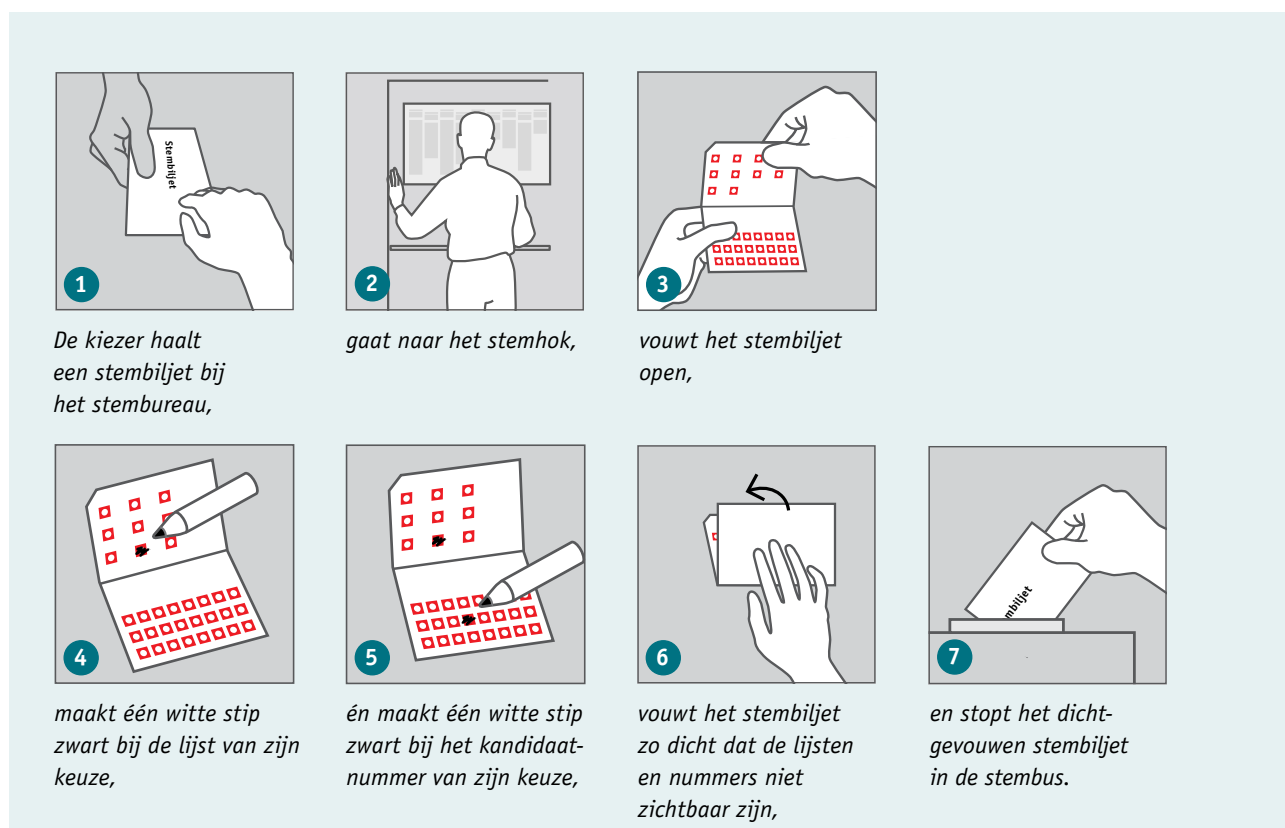 Stembiljet
1
2
3
De kiezer haalt
een stembiljet bij
het stembureau,
gaat naar het stemhok,
vouwt het stembiljet
open,
4
5
6
mbiljet
7
maakt één witte stip
zwart bij de lijst van zijn
keuze,
én maakt één witte stip
zwart bij het kandidaat-
nummer van zijn keuze,
vouwt het stembiljet
zo dicht dat de lijsten
en nummers niet
zichtbaar zijn,
en stopt het dicht-
gevouwen stembiljet
in de stembus.